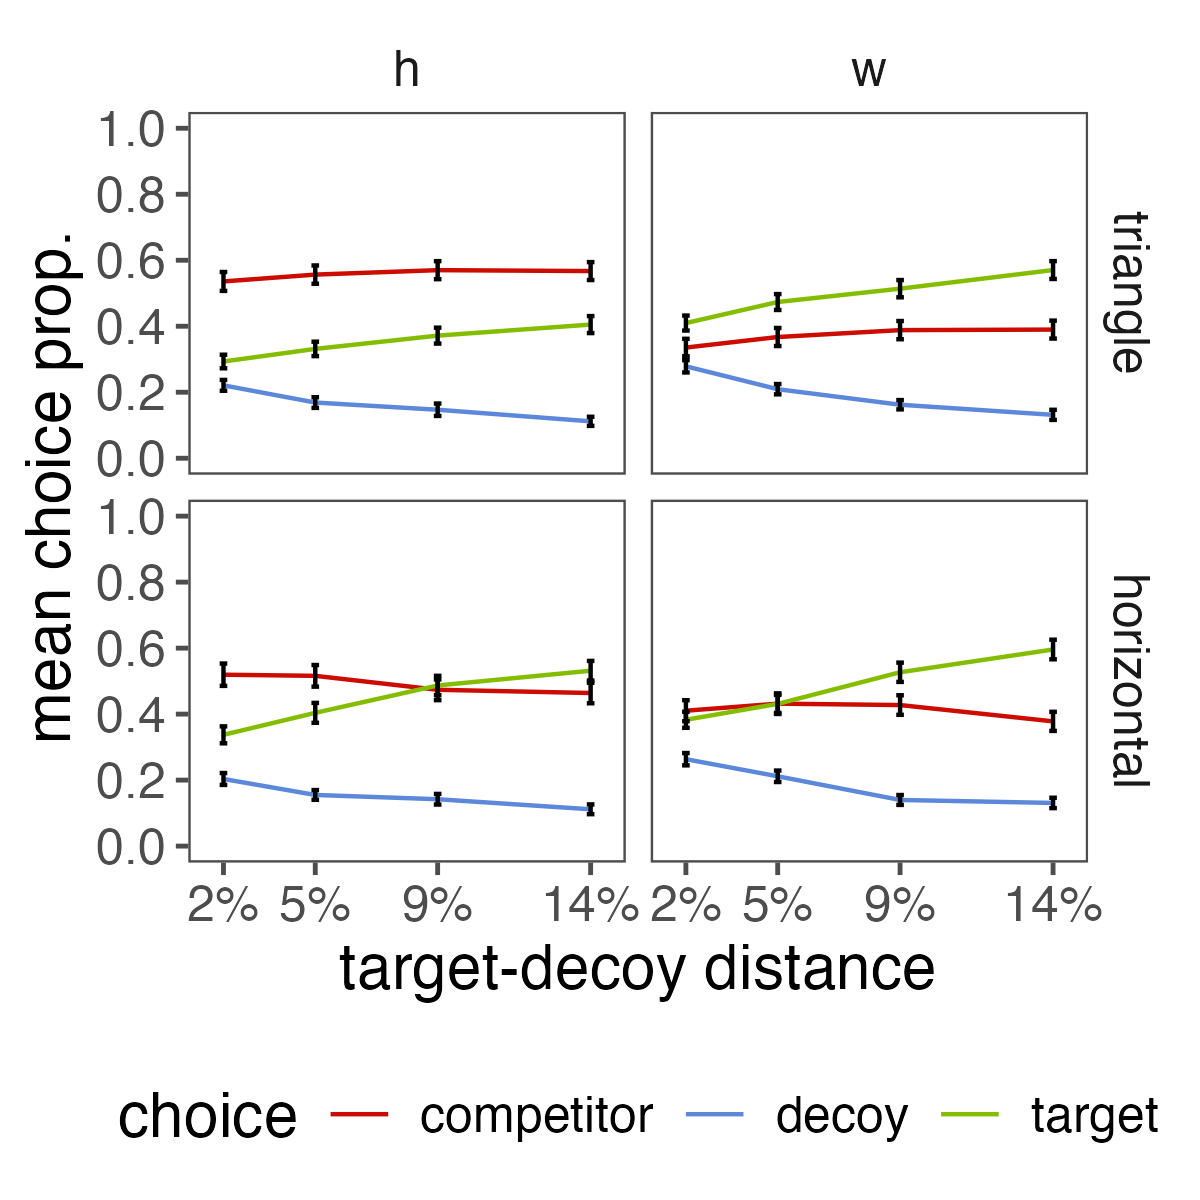 h w
mean choice prop.
1.0
0.8
0.6
0.4
0.2
0.0
triangle
1.0
0.8
0.6
0.4
0.2
0.0
horizontal
2% 5% 9% 14% 2% 5% 9% 14%
target-decoy distance
choice competitor decoy target